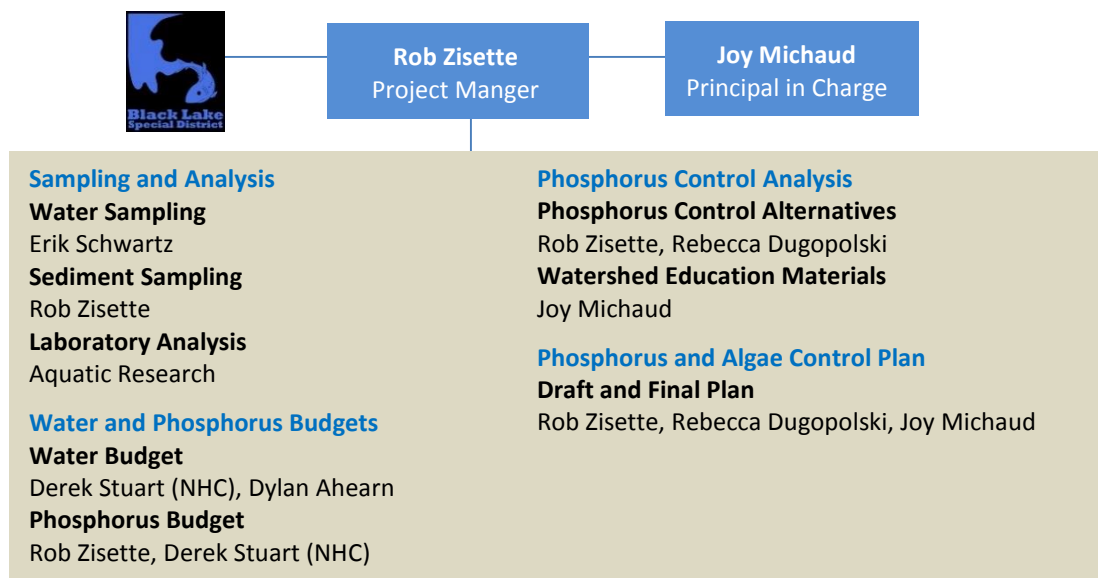 Black Lake
Special District
Rob Zisette
Project Manger
Joy Michaud
Principal in Charge
Sampling and Analysis
Water Sampling
Erik Schwartz
Sediment Sampling
Rob Zisette
Laboratory Analysis
Aquatic Research
Water and Phosphorus Budgets
Water Budget
Derek Stuart (NHC), Dylan Ahearn
Phosphorus Budget
Rob Zisette, Derek Stuart (NHC)
Phosphorus Control Analysis
Phosphorus Control Alternatives
Rob Zisette, Rebecca Dugopolski
Watershed Education Materials
Joy Michaud
Phosphorus and Algae Control Plan
Draft and Final Plan
Rob Zisette, Rebecca Dugopolski, Joy Michaud